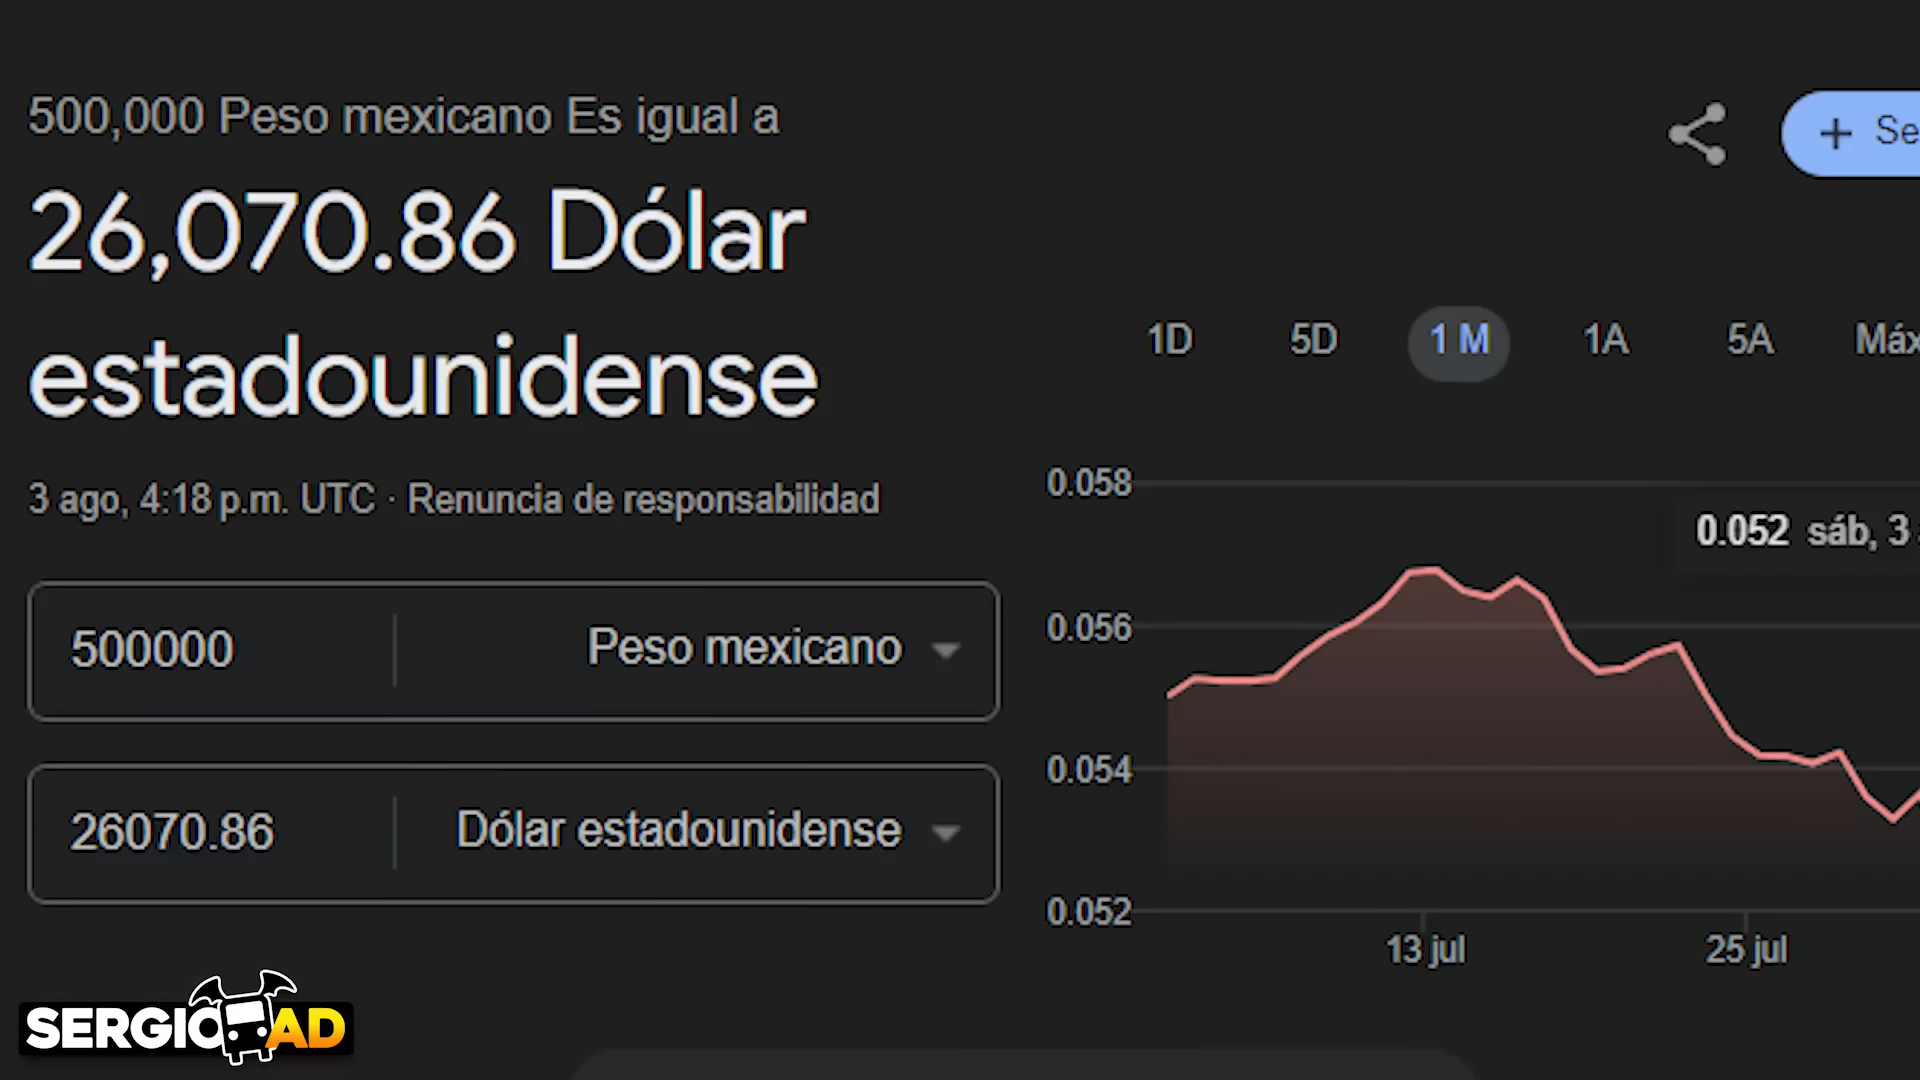 500,000 Peso mexicano Es igual a
26,070.86 Dólar
estadounidense
3 ago, 4:18 p.m. UTC · Renuncia de responsabilidad
500000 Peso mexicano
26070.86 Dólar estadounidense
+ Se
1D 5D 1 M 1A 5A Máx
0.058
0.052 sáb, 3
0.056
0.054
0.052
13 jul 25 jul
SERGIO AD